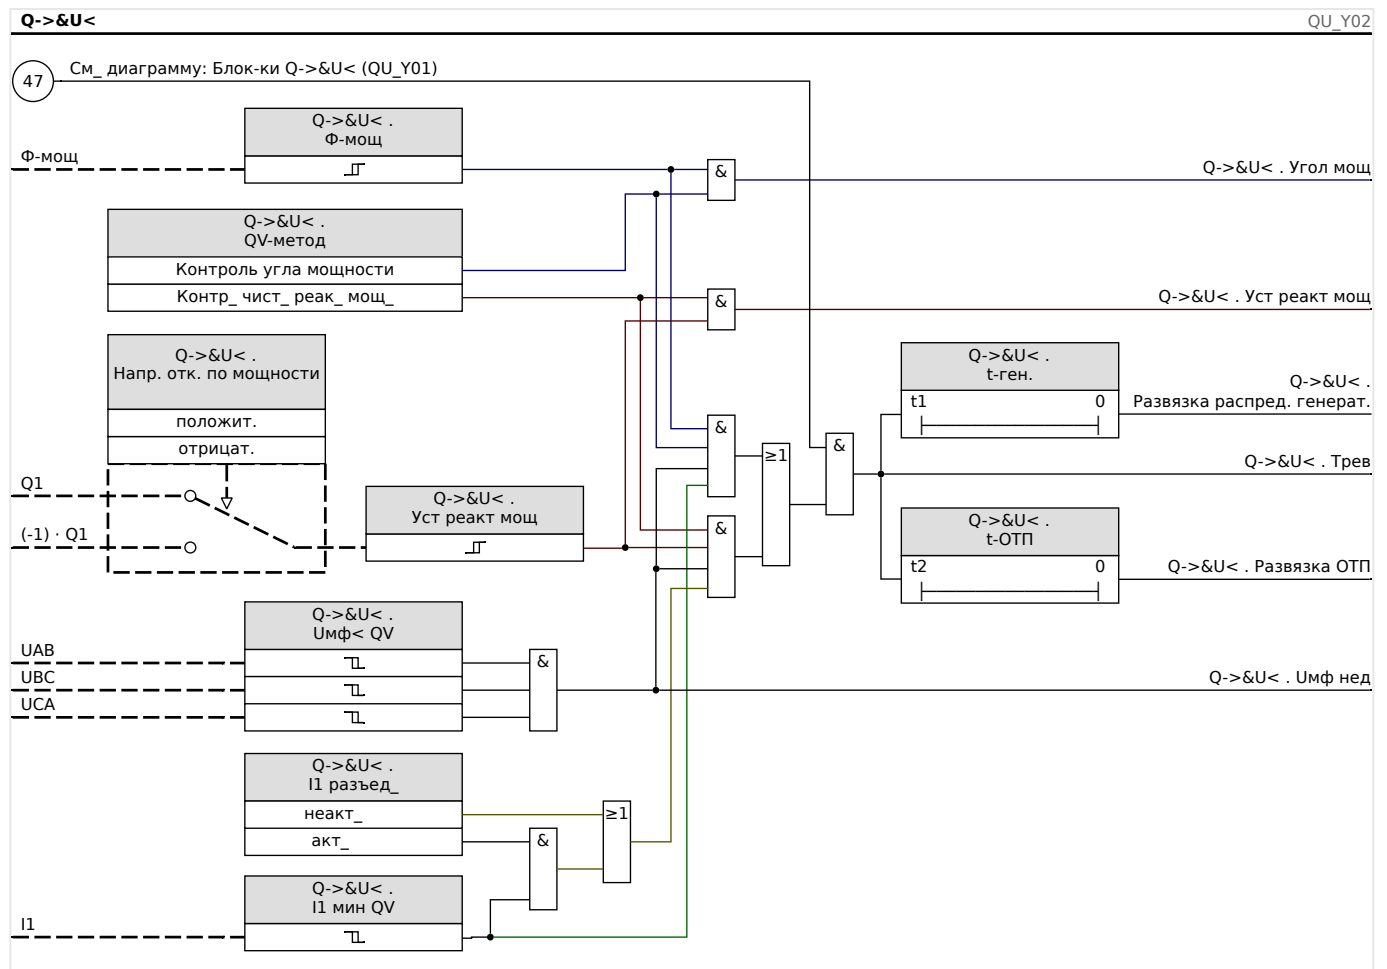 Q->&U<
QU_Y02
47
См_ диаграмму: Блок-ки Q->&U< (QU_Y01)
Q->&U< .
Ф-мощ
Ф-мощ
&
Q->&U< . Угол мощ
Q->&U< .
QV-метод
Контроль угла мощности
Контр_ чист_ реак_ мощ_
&
Q->&U< . Уст реакт мощ
Q->&U< .
Напр. отк. по мощности
положит.
отрицат.
Q1
(-1) · Q1
Q->&U< .
Уст реакт мощ
&
&
≥1
&
Q->&U< .
t-ген.
t1
0
Q->&U< .
Развязка распред. генерат.
Q->&U< . Трев
Q->&U< .
t-ОТП
t2
0
Q->&U< . Развязка ОТП
Q->&U< .
Uмф< QV
UAB
UBC
UCA
&
Q->&U< . Uмф нед
Q->&U< .
I1 разъед_
неакт_
акт_
&
≥1
Q->&U< .
I1 мин QV
I1